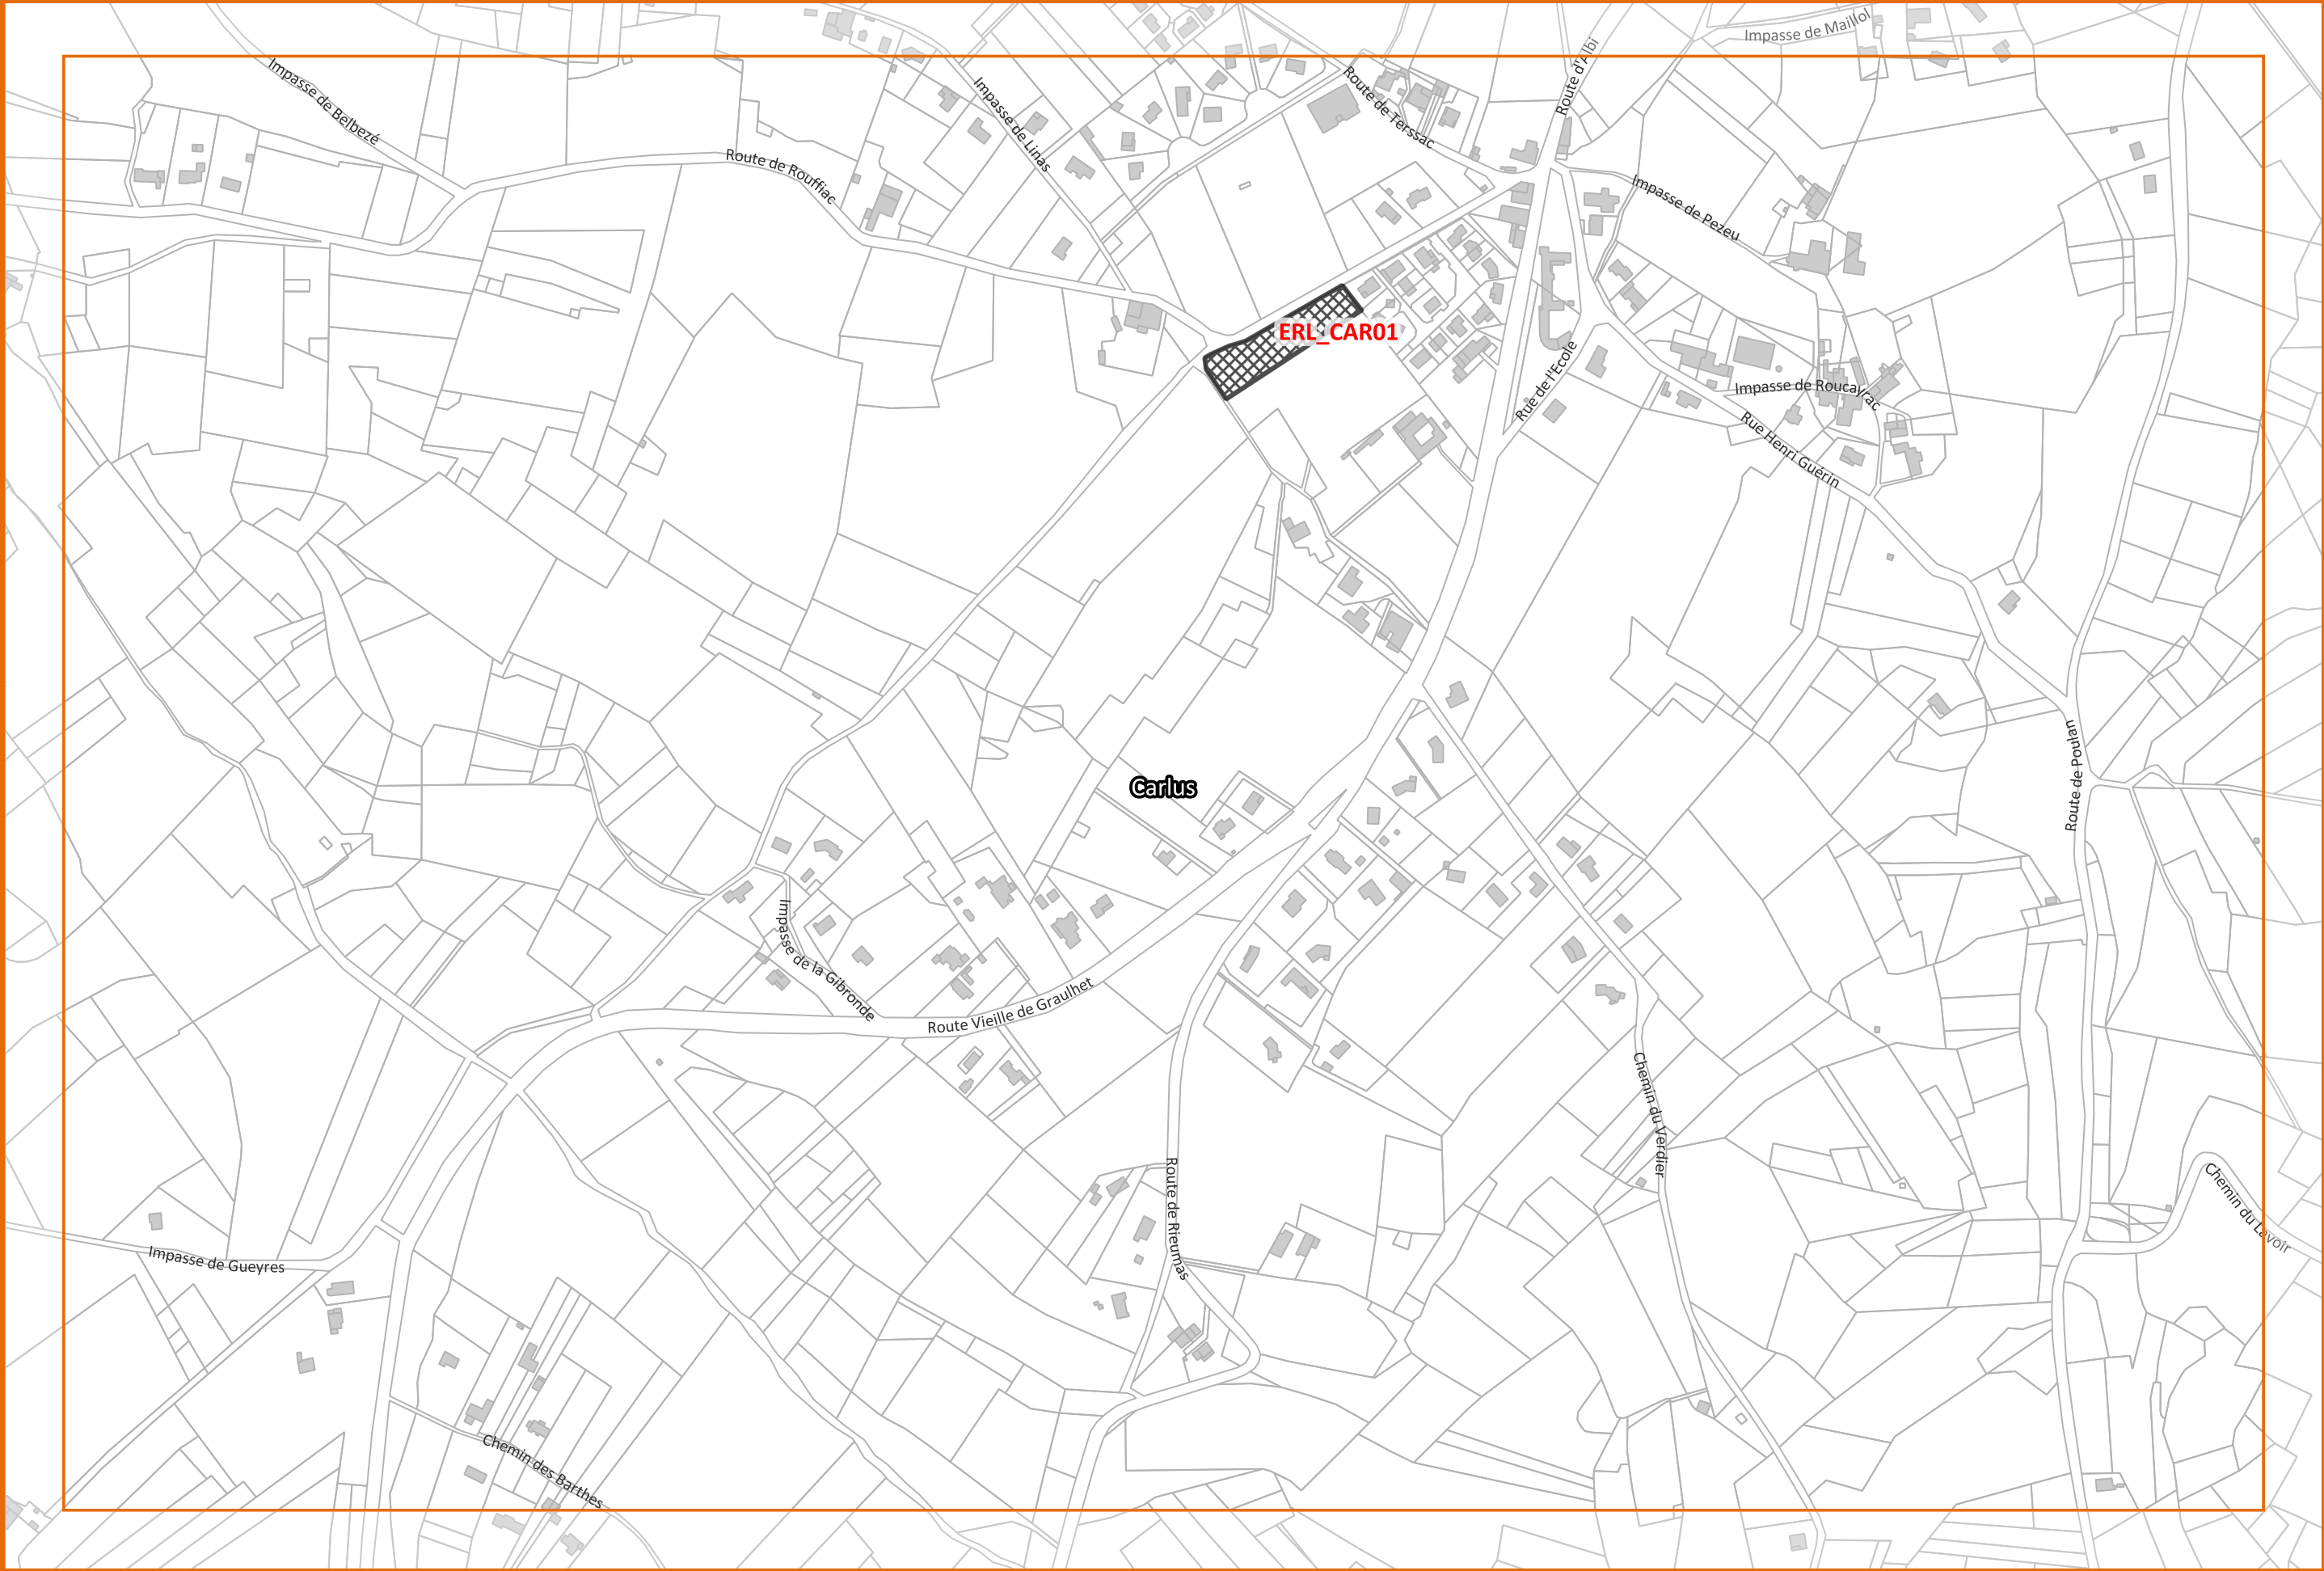 Impasse de Maillol
Route d'Albi
Impasse de Belbezé
Route de Terssac
Impasse de Linas
Route de Rouffiac
Impasse de Pezeu
ERL_CAR01
Rue de l'Ecole
Impasse de Roucayrac
Rue Henri Guérin
Route de Poulan
Carlus
Impasse de la Gibronde
Route Vieille de Graulhet
Chemin du Verdier
Route de Rieumas
Chemin du Lavoir
Impasse de Gueyres
Chemin des Barthes